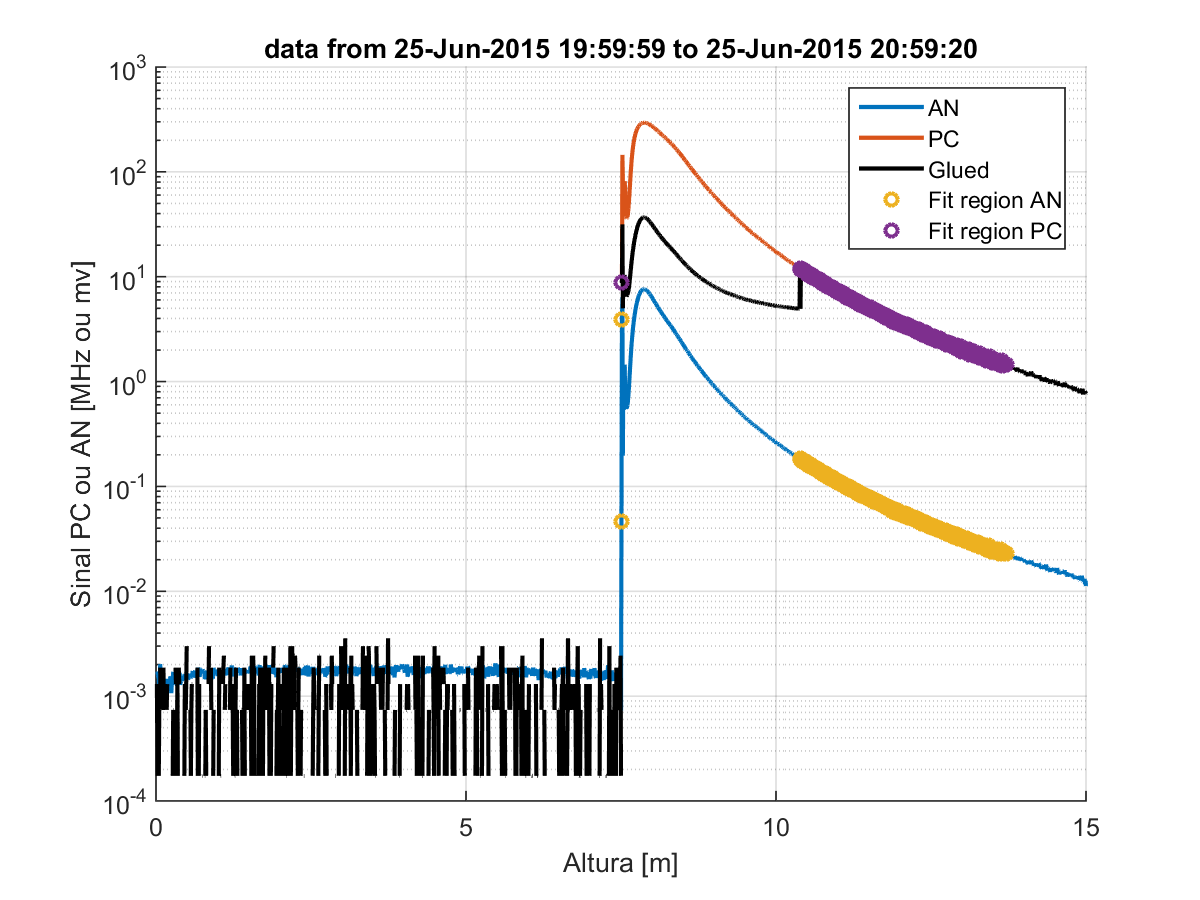 data from 25-Jun-2015 19:59:59 to 25-Jun-2015 20:59:20
10^3
10^2
10^1
10^0
10^-1
10^-2
10^-3
10^-4
Sinal PC ou AN [MHz ou mv]
AN
PC
Glued
Fit region AN
Fit region PC
0 5 10 15
Altura [m]